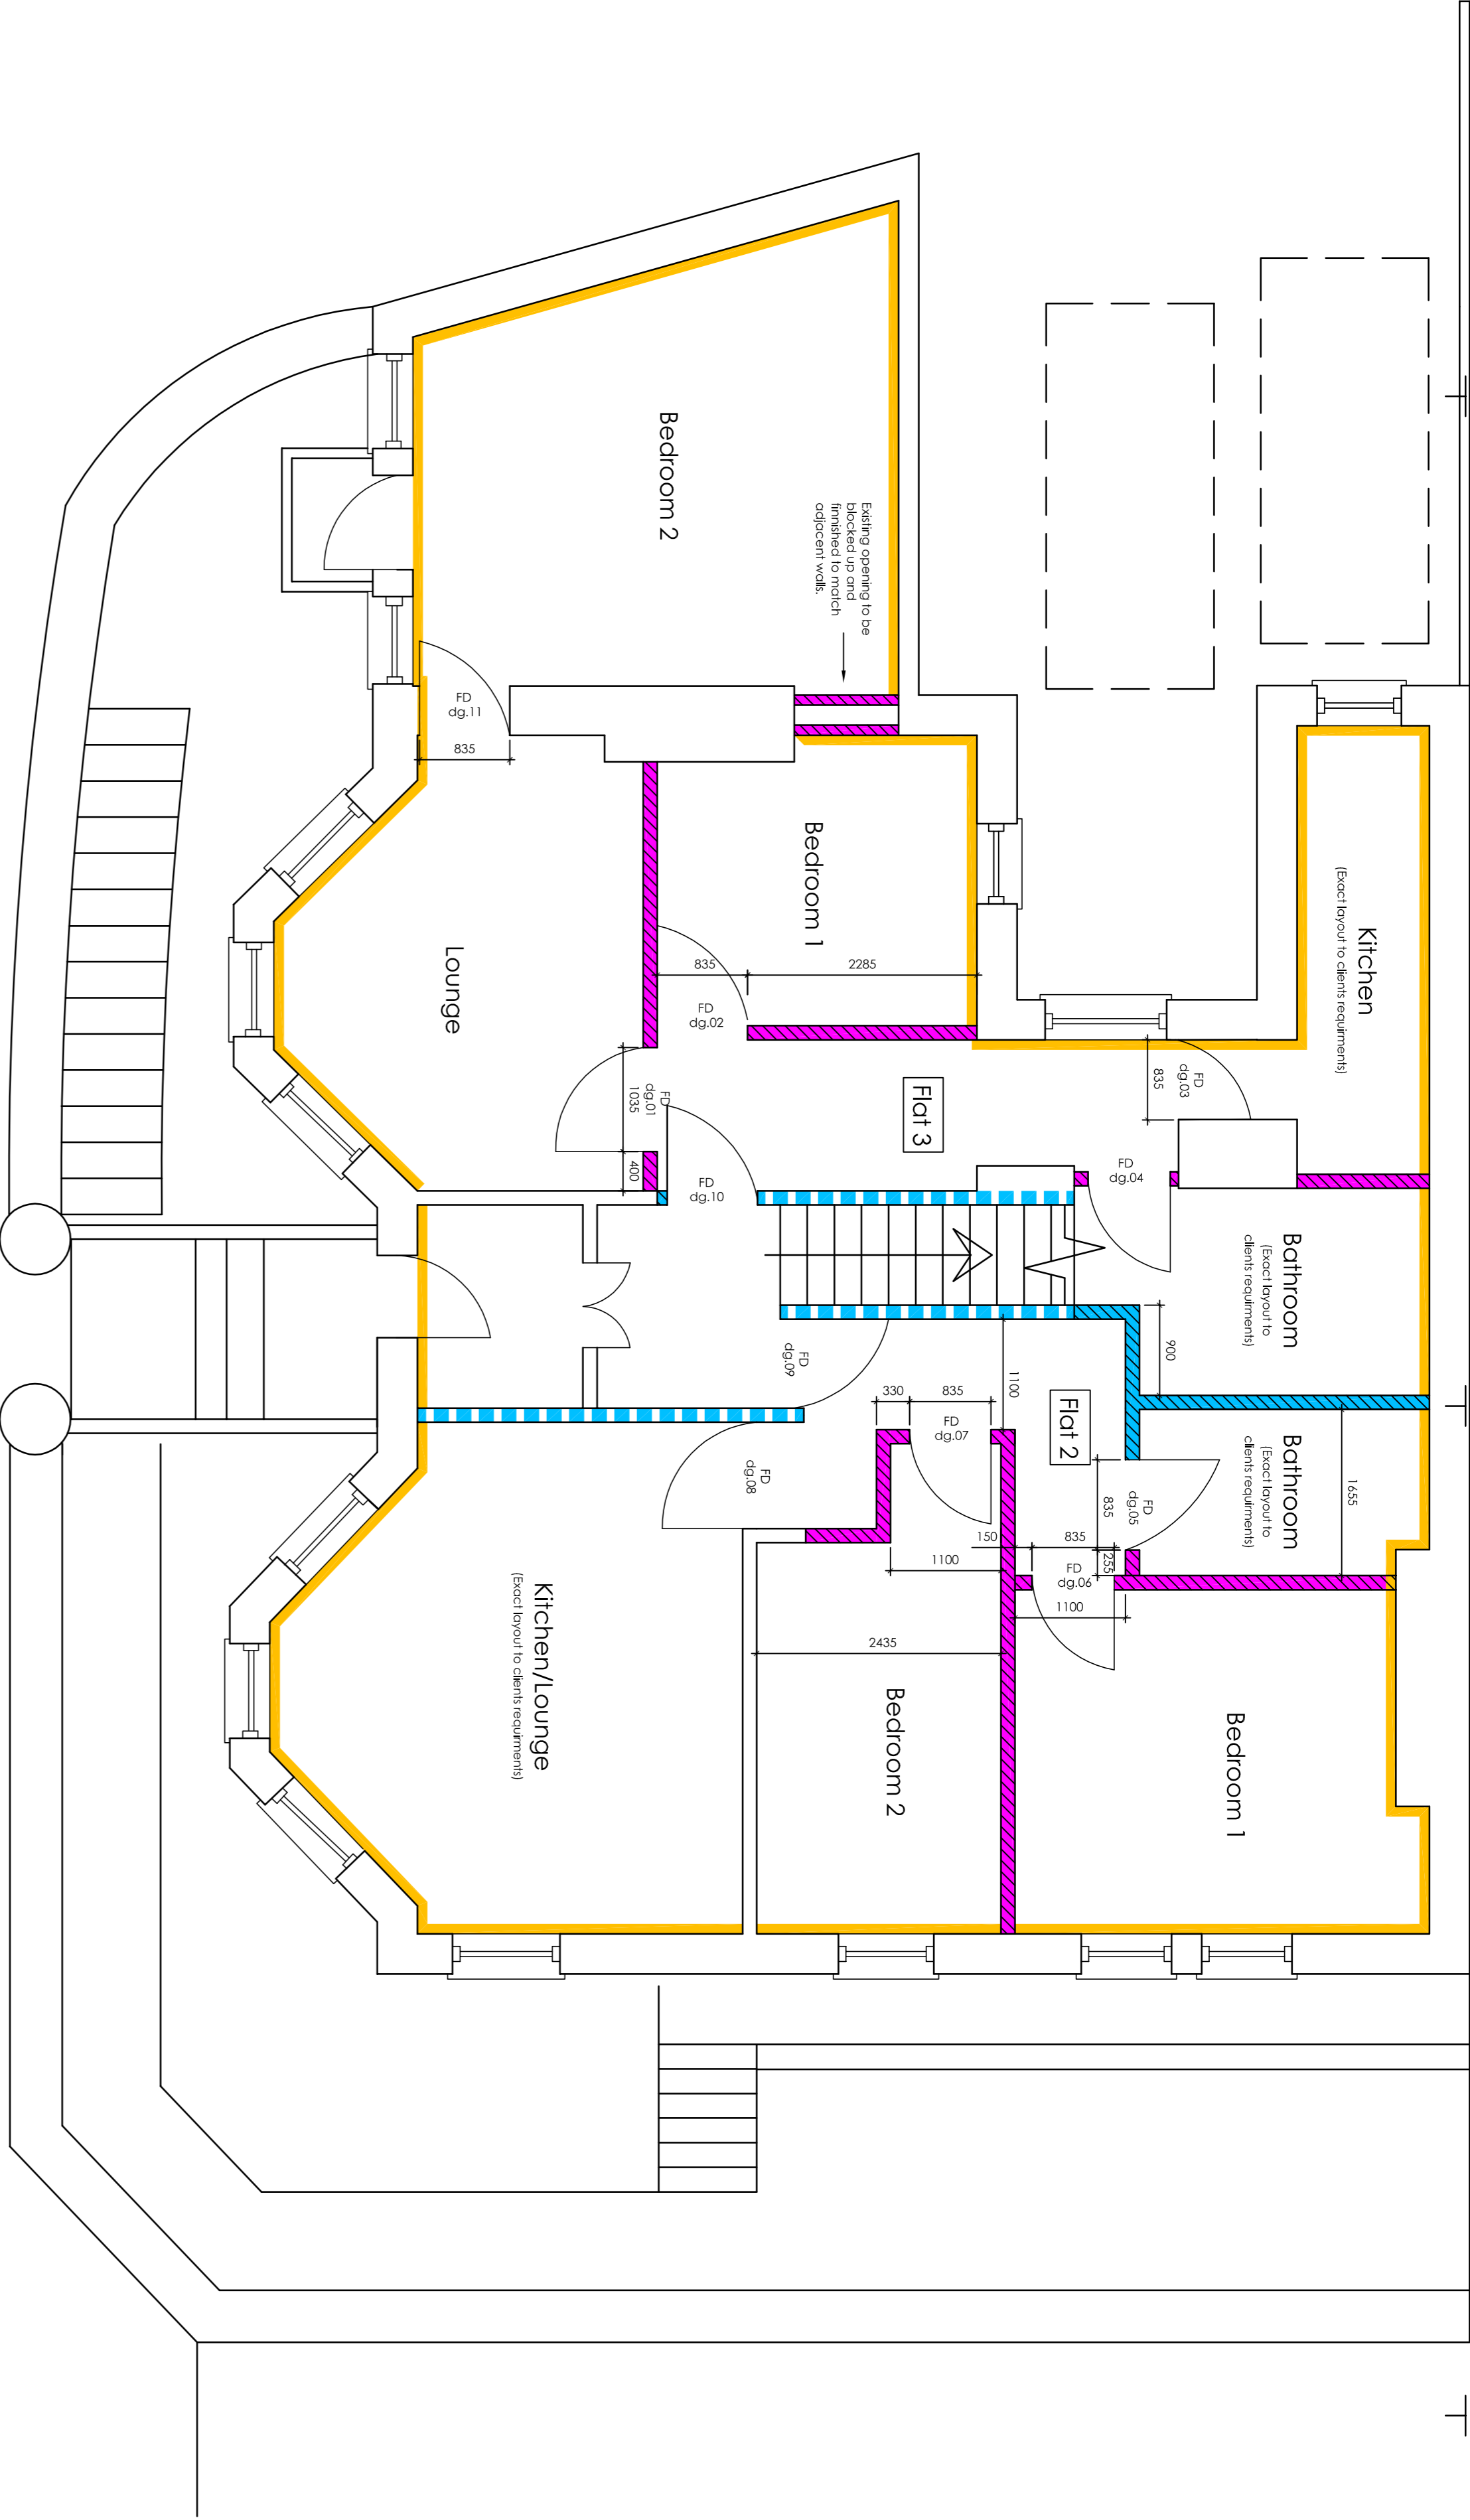 Kitchen
(Exact layout to clients requirments)
Bathroom
(Exact layout to
clients requirments)
Bathroom
(Exact layout to
clients requirments)
Bedroom 1
FD
dg.03
835
FD
dg.04
900
1655
FD
dg.05
835
255
835
FD
dg.06
150
1100
Flat 3
Flat 2
1100
Bedroom 1
2285
835
FD
dg.02
330
835
FD
dg.07
1100
2435
Bedroom 2
Existing opening to be
blocked up and
finnished to match
adjacent walls.
Bedroom 2
FD
dg.01
1035
400
FD
dg.10
FD
dg.09
FD
dg.08
FD
dg.11
835
Lounge
Kitchen/Lounge
(Exact layout to clients requirments)